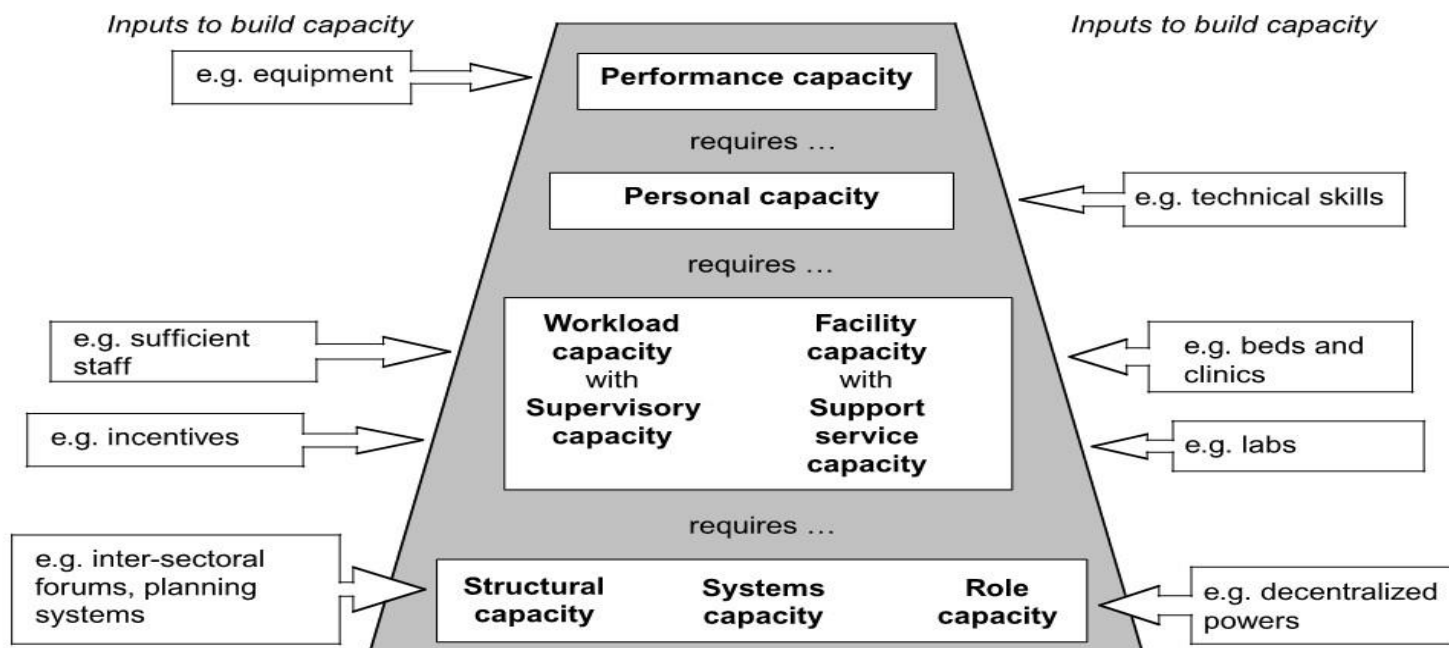 Inputs to build capacity
Inputs to build capacity
e.g. equipment
Performance capacity
requires …
Personal capacity
e.g. technical skills
requires …
e.g. sufficient
staff
Workload
capacity
with
Supervisory
capacity
Facility
capacity
with
Support
service
capacity
e.g. beds and
clinics
e.g. incentives
e.g. labs
requires …
e.g. inter-sectoral
forums, planning
systems
Structural
capacity
Systems
capacity
Role
capacity
e.g. decentralized
powers